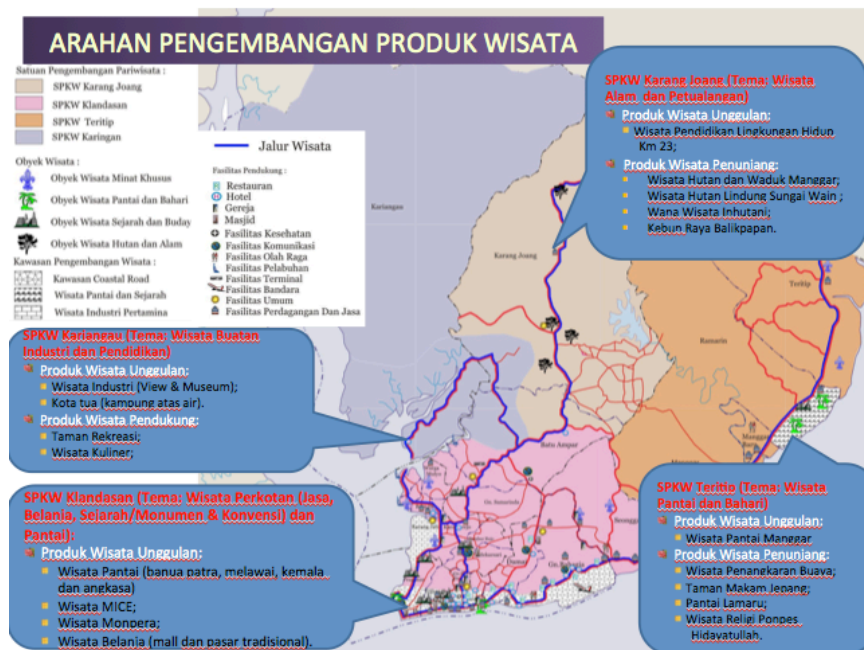 ARAHAN PENGEMBANGAN PRODUK WISATA
Satuan Pengembangan Pariwisata :
SPKW Karang Joang
SPKW Klandasan
SPKW Teritip
SPKW Karingan
Obyek Wisata :
Obyek Wisata Minat Khusus
Obyek Wisata Pantai dan Bahari
Obyek Wisata Sejarah dan Buday
Obyek Wisata Hutan dan Alam
Kawasan Pengembangan Wisata :
Kawasan Coastal Road
Wisata Pantai dan Sejarah
Wisata Industri Pertamina
Jalur Wisata
Fasilitas Pendukung :
Restauran
Hotel
Gereja
Masjid
Fasilitas Kesehatan
Fasilitas Komunikasi
Fasilitas Olah Raga
Fasilitas Pelabuhan
Fasilitas Terminal
Fasilitas Bandara
Fasilitas Umum
Fasilitas Perdagangan Dan Jasa
SPKW Karang Joang (Tema: Wisata
Alam dan Petualangan)
Produk Wisata Unggulan:
Wisata Pendidikan Lingkungan Hidup
Km 23;
Produk Wisata Penunjang:
Wisata Hutan dan Waduk Manggar;
Wisata Hutan Lindung Sungai Wain ;
Wana Wisata Inhutani;
Kebun Raya Balikpapan.
Kariangau
Karang Joang
Teritip
Batu Ampar
SPKW Kariangau (Tema: Wisata Buatan
Industri dan Pendidikan)
Produk Wisata Unggulan:
Wisata Industri (View & Museum);
Kota tua (kampung atas air).
Produk Wisata Pendukung:
Taman Rekreasi;
Wisata Kuliner;
SPKW Klandasan (Tema: Wisata Perkotan (Jasa,
Belania, Sejarah/Monumen & Konvensi) dan
Pantai):
Produk Wisata Unggulan:
Wisata Pantai (banua patra, melawai, kemala
dan angkasa)
Wisata MICE;
Wisata Monpera;
Wisata Belania (mall dan pasar tradisional).
SPKW Teritip (Tema: Wisata
Pantai dan Bahari)
Produk Wisata Unggulan:
Wisata Pantai Manggar
Produk Wisata Penunjang:
Wisata Penangkaran Buaya;
Taman Makam Jepang;
Pantai Lamaru;
Wisata Religi Ponpes
Hidayatullah.